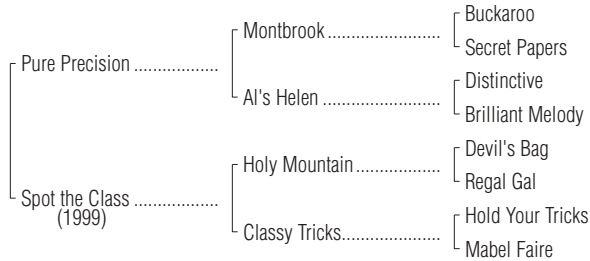 Buckaroo
Montbrook ........................
Secret Papers
Pure Precision ..................
Distinctive
Al's Helen .........................
Brilliant Melody
Devil's Bag
Holy Mountain ..................
Regal Gal
Spot the Class ..................
(1999)
Hold Your Tricks
Classy Tricks.....................
Mabel Faire